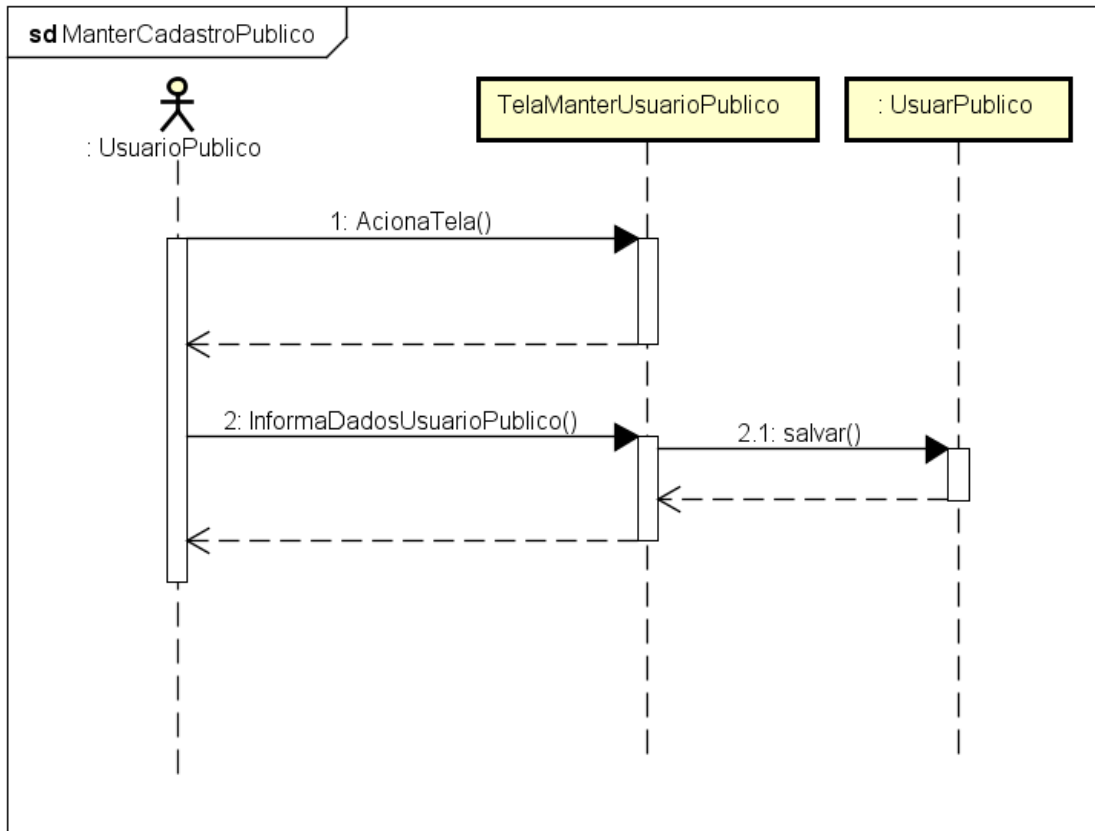 sd ManterCadastroPublico
: UsuarioPublico
TelaManterUsuarioPublico
: UsuarPublico
1: AcionaTela()
2: InformaDadosUsuarioPublico()
2.1: salvar()